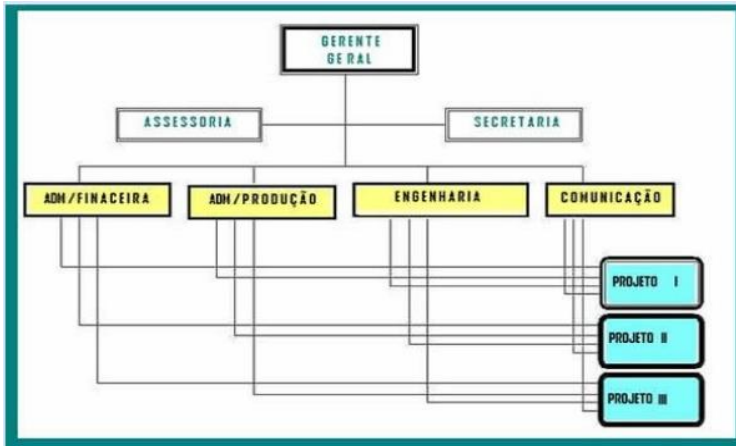 GERENTE
GERAL
ASSESSORIA
SECRETARIA
ADM/FINACEIRA
ADM/PRODUÇÃO
ENGENHARIA
COMUNICAÇÃO
PROJETO I
PROJETO II
PROJETO III